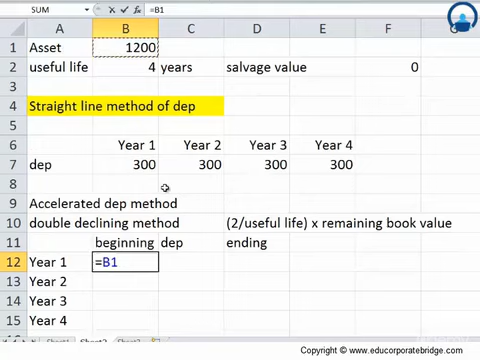 SUM =B1
A B C D E F G
1 Asset 1200
2 useful life 4 years salvage value 0
3
4 Straight line method of dep
5
6 Year 1 Year 2 Year 3 Year 4
7 dep 300 300 300 300
8
9 Accelerated dep method
10 double declining method (2/useful life) x remaining book value
11 beginning dep ending
12 Year 1 =B1
13 Year 2
14 Year 3
15 Year 4
Copyright © www.educorporatebridge.com